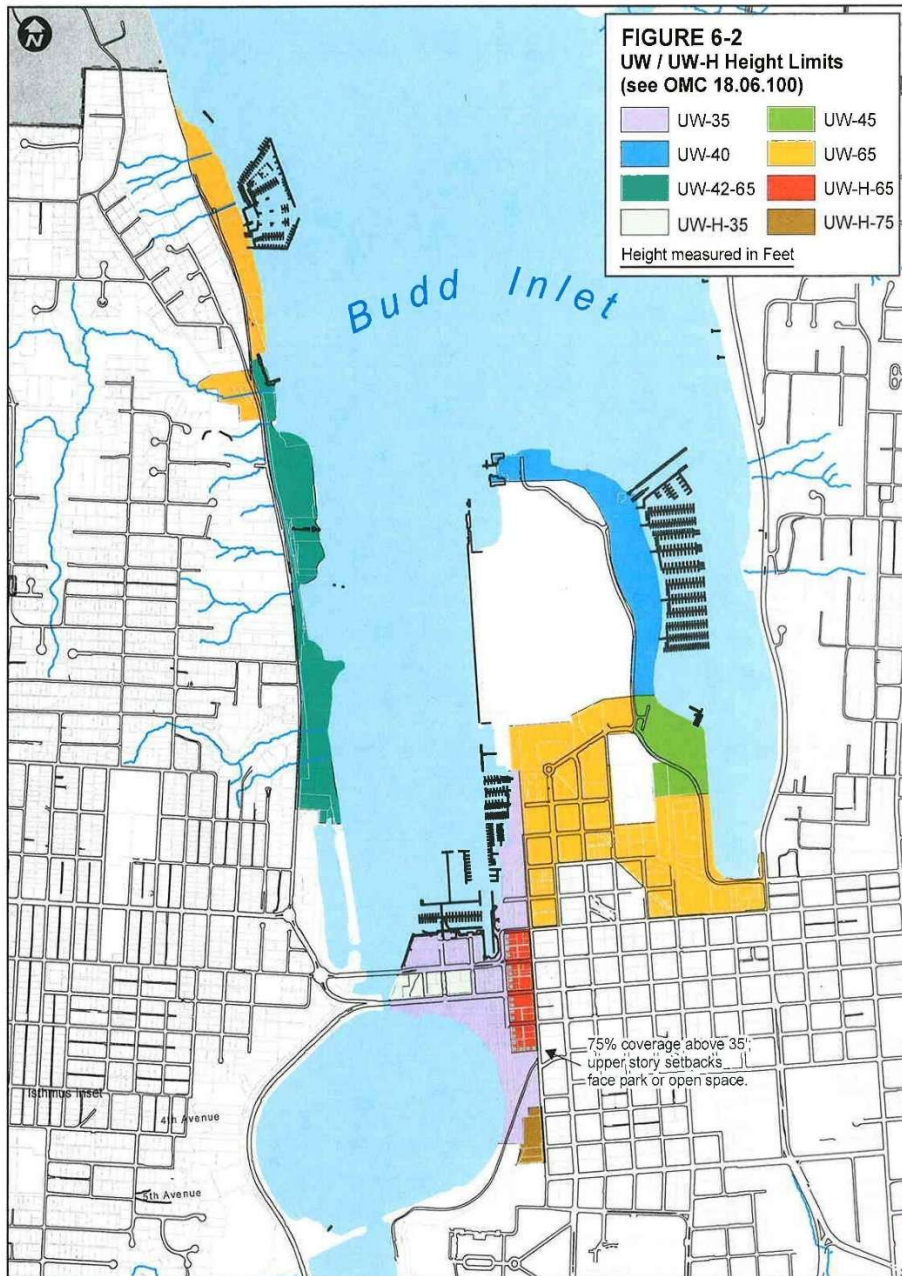 N
FIGURE 6-2
UW / UW-H Height Limits
(see OMC 18.06.100)
UW-35
UW-40
UW-42-65
UW-H-35
UW-45
UW-65
UW-H-65
UW-H-75
Height measured in Feet
Budd Inlet
75% coverage above 35';
upper story setbacks
face park or open space.
Isthmus Inset
4th Avenue
5th Avenue